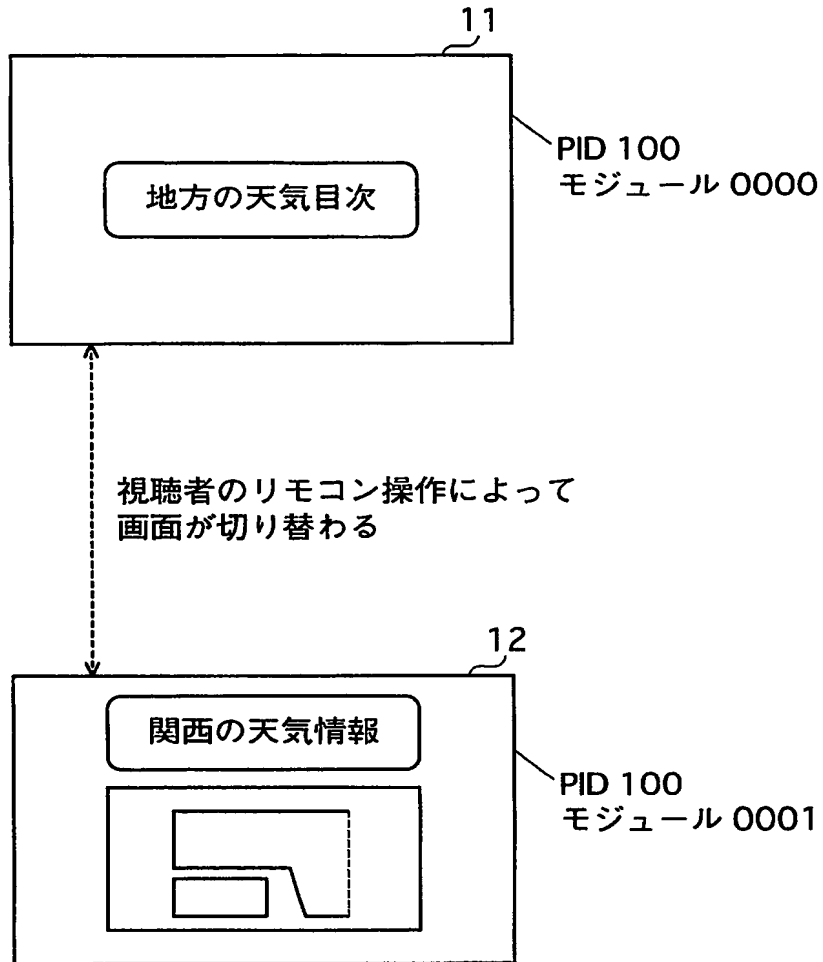 11
PID 100
モジュール 0000
地方の天気目次
視聴者のリモコン操作によって
画面が切り替わる
12
関西の天気情報
PID 100
モジュール 0001